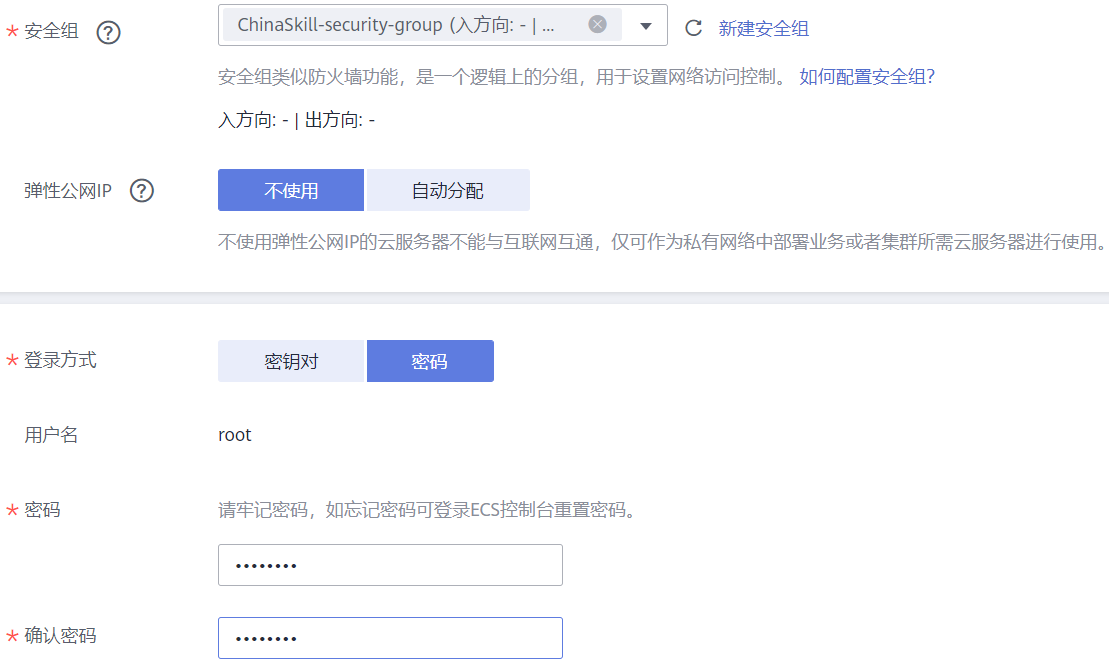 * 安全组 ? ChinaSkill-security-group (入方向: - | ... 新建安全组
安全组类似防火墙功能，是一个逻辑上的分组，用于设置网络访问控制。 如何配置安全组?
入方向: - | 出方向: -
弹性公网IP ? 不使用 自动分配
不使用弹性公网IP的云服务器不能与互联网互通，仅可作为私有网络中部署业务或者集群所需云服务器进行使用。
* 登录方式 密钥对 密码
用户名 root
* 密码 请牢记密码，如忘记密码可登录ECS控制台重置密码。
••••••••
* 确认密码 ••••••••